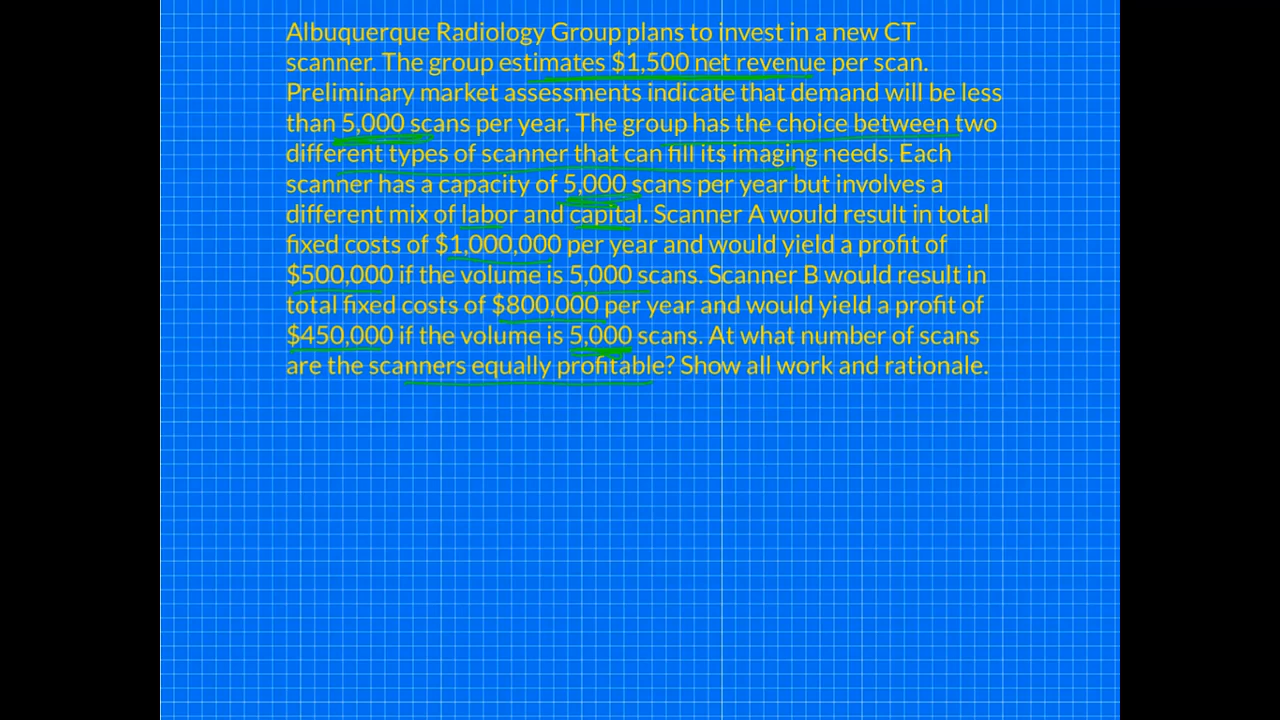 Albuquerque Radiology Group plans to invest in a new CT
scanner. The group estimates $1,500 net revenue per scan.
Preliminary market assessments indicate that demand will be less
than 5,000 scans per year. The group has the choice between two
different types of scanner that can fill its imaging needs. Each
scanner has a capacity of 5,000 scans per year but involves a
different mix of labor and capital. Scanner A would result in total
fixed costs of $1,000,000 per year and would yield a profit of
$500,000 if the volume is 5,000 scans. Scanner B would result in
total fixed costs of $800,000 per year and would yield a profit of
$450,000 if the volume is 5,000 scans. At what number of scans
are the scanners equally profitable? Show all work and rationale.